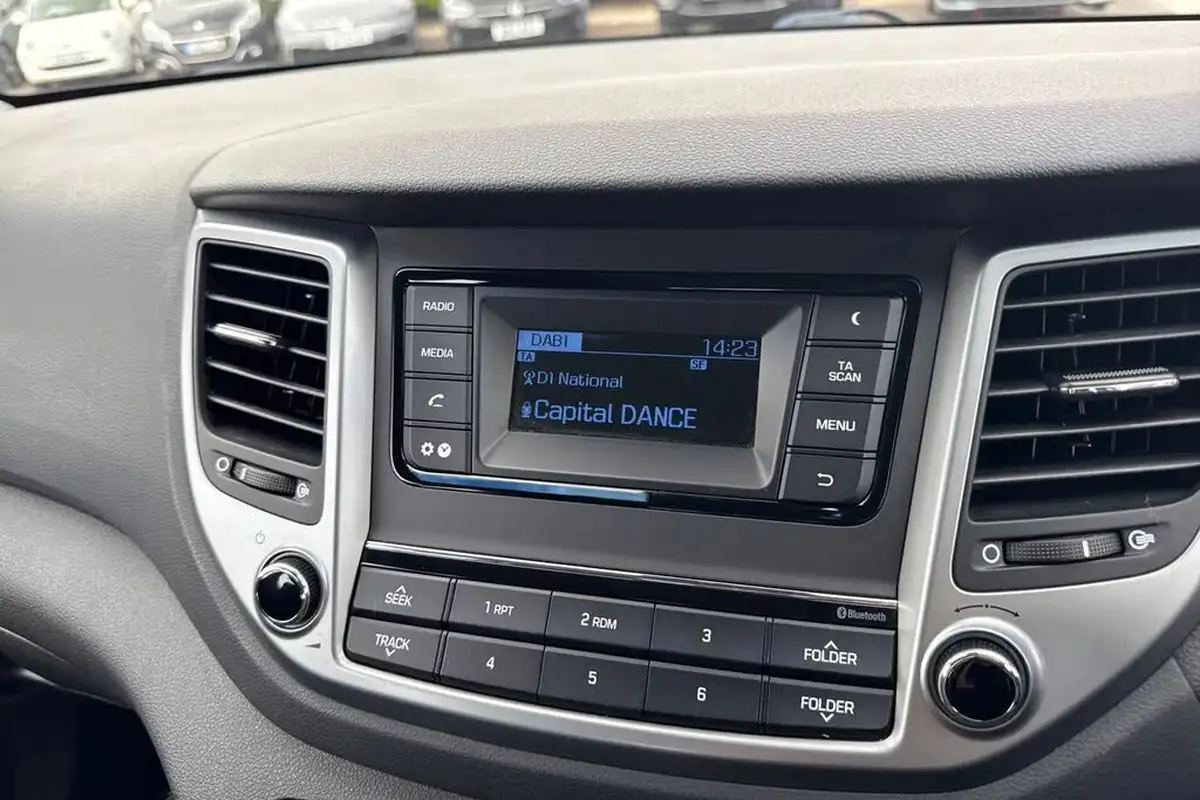 RADIO
MEDIA
DAB1
14:23
TA
SF
D1 National
Capital DANCE
TA
SCAN
MENU
Bluetooth
SEEK
1 RPT
2 RDM
3
FOLDER
TRACK
4
5
6
FOLDER